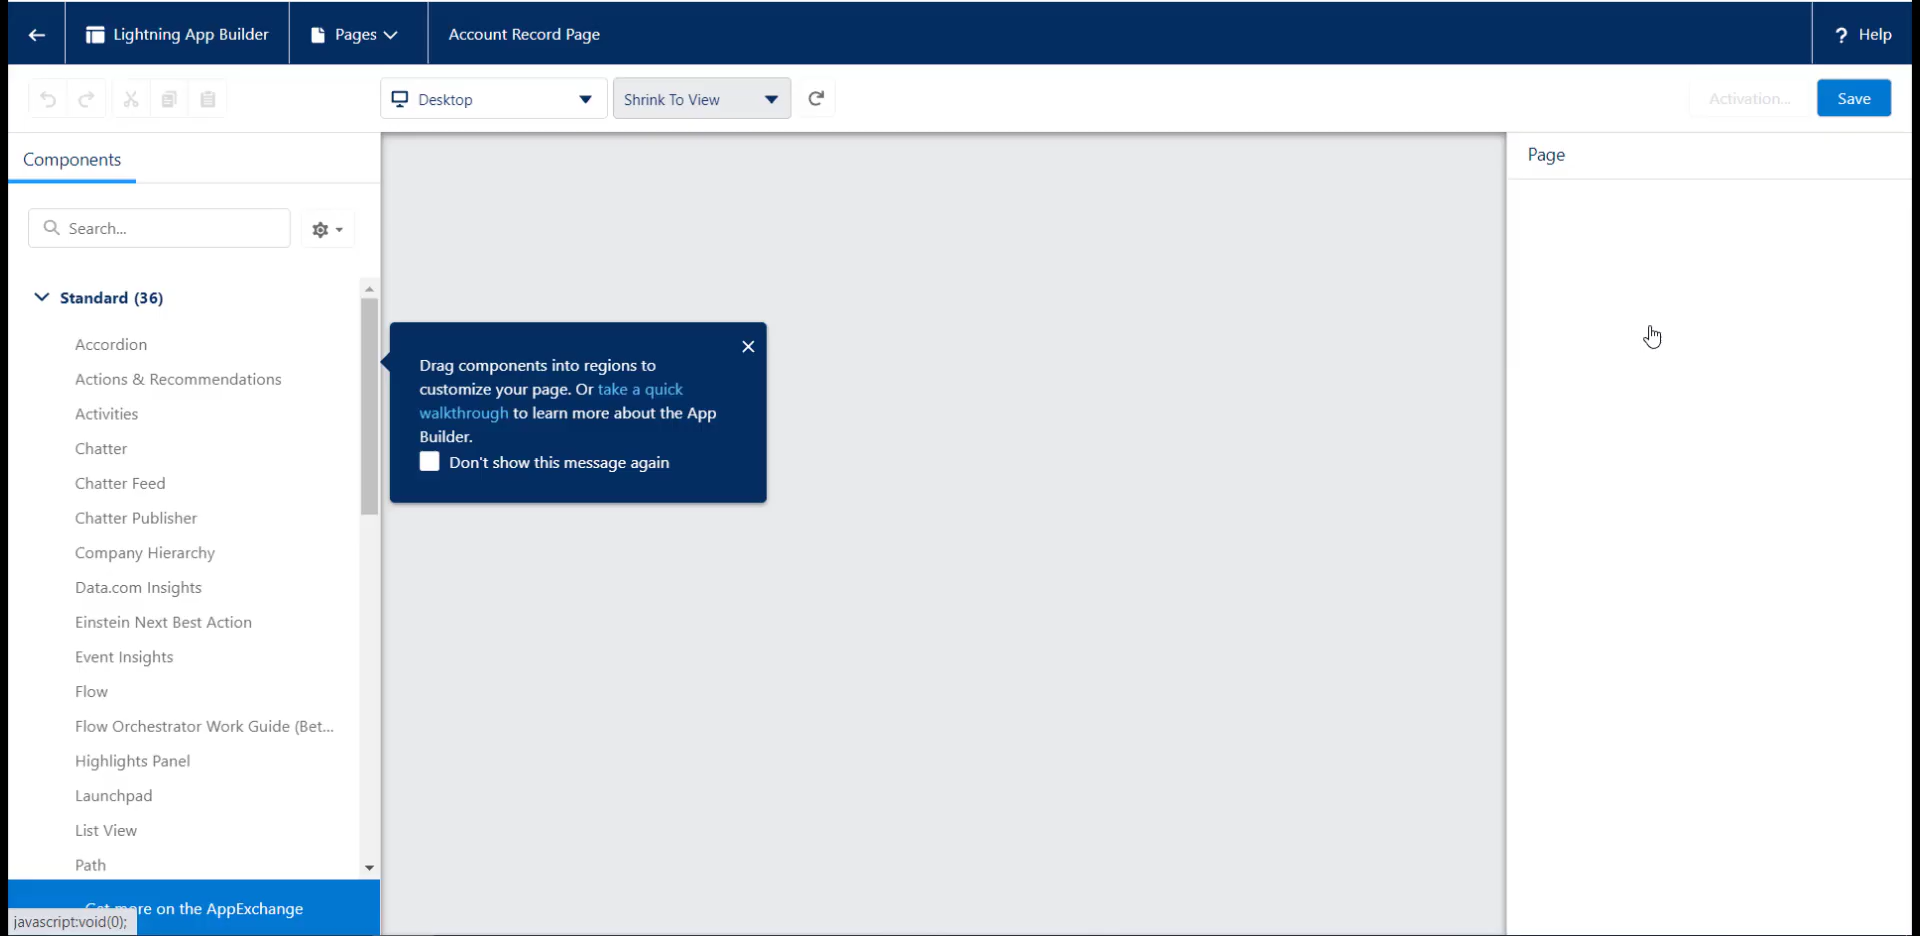 Lightning App Builder
Pages
Account Record Page
? Help
Desktop
Shrink To View
Activation...
Save
Components
Page
Search...
Standard (36)
Accordion
Actions & Recommendations
Activities
Chatter
Chatter Feed
Chatter Publisher
Company Hierarchy
Data.com Insights
Einstein Next Best Action
Event Insights
Flow
Flow Orchestrator Work Guide (Bet...
Highlights Panel
Launchpad
List View
Path
Drag components into regions to
customize your page. Or take a quick
walkthrough to learn more about the App
Builder.
Don't show this message again
Get more on the AppExchange
javascript:void(0);